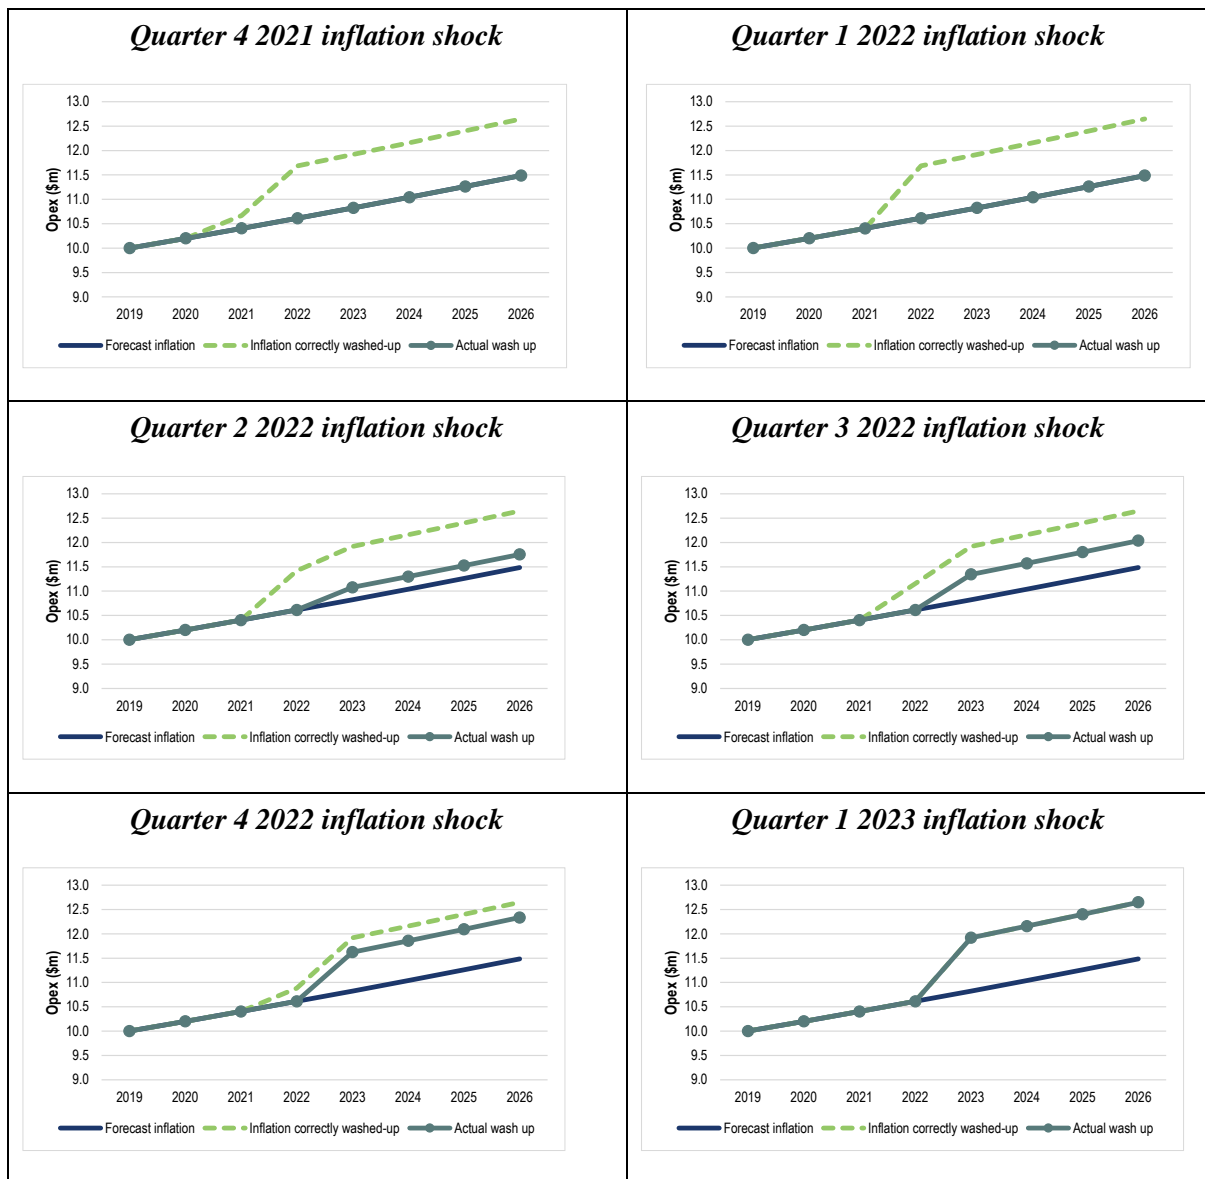 Quarter 4 2021 inflation shock
Opex ($m)
13.0
12.5
12.0
11.5
11.0
10.5
10.0
9.5
9.0
2019 2020 2021 2022 2023 2024 2025 2026
Forecast inflation Inflation correctly washed-up Actual wash up
Quarter 1 2022 inflation shock
Opex ($m)
13.0
12.5
12.0
11.5
11.0
10.5
10.0
9.5
9.0
2019 2020 2021 2022 2023 2024 2025 2026
Forecast inflation Inflation correctly washed-up Actual wash up
Quarter 2 2022 inflation shock
Opex ($m)
13.0
12.5
12.0
11.5
11.0
10.5
10.0
9.5
9.0
2019 2020 2021 2022 2023 2024 2025 2026
Forecast inflation Inflation correctly washed-up Actual wash up
Quarter 3 2022 inflation shock
Opex ($m)
13.0
12.5
12.0
11.5
11.0
10.5
10.0
9.5
9.0
2019 2020 2021 2022 2023 2024 2025 2026
Forecast inflation Inflation correctly washed-up Actual wash up
Quarter 4 2022 inflation shock
Opex ($m)
13.0
12.5
12.0
11.5
11.0
10.5
10.0
9.5
9.0
2019 2020 2021 2022 2023 2024 2025 2026
Forecast inflation Inflation correctly washed-up Actual wash up
Quarter 1 2023 inflation shock
Opex ($m)
13.0
12.5
12.0
11.5
11.0
10.5
10.0
9.5
9.0
2019 2020 2021 2022 2023 2024 2025 2026
Forecast inflation Inflation correctly washed-up Actual wash up